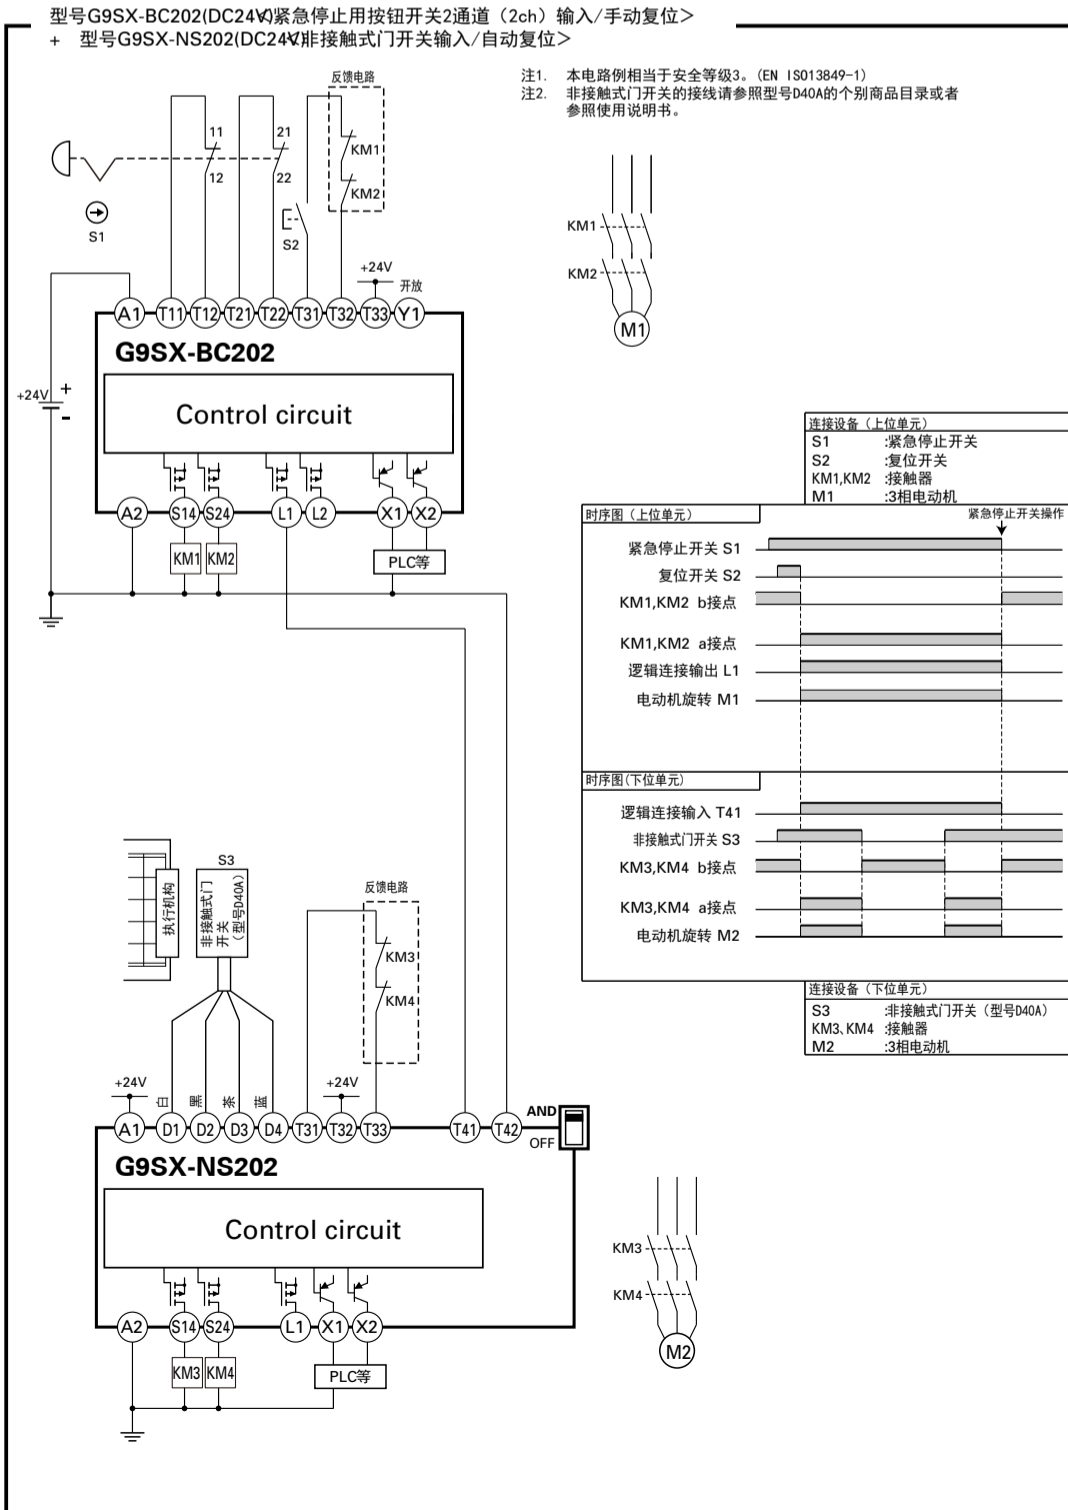 型号G9SX-BC202(DC24V)<紧急停止用按钮开关2通道（2ch）输入/手动复位>
+ 型号G9SX-NS202(DC24V)<非接触式门开关输入/自动复位>
注1. 本电路例相当于安全等级3。(EN ISO13849-1)
注2. 非接触式门开关的接线请参照型号D40A的个别商品目录或者
参照使用说明书。
反馈电路
11
21
KM1
12
22
KM2
S1
S2
+24V
开放
A1 T11 T12 T21 T22 T31 T32 T33 Y1
G9SX-BC202
Control circuit
+24V
+
-
A2 S14 S24 L1 L2 X1 X2
KM1 KM2
PLC等
KM1
KM2
M1
连接设备（上位单元）
S1 :紧急停止开关
S2 :复位开关
KM1,KM2 :接触器
M1 :3相电动机
时序图（上位单元）
紧急停止开关操作
紧急停止开关 S1
复位开关 S2
KM1,KM2 b接点
KM1,KM2 a接点
逻辑连接输出 L1
电动机旋转 M1
时序图(下位单元)
逻辑连接输入 T41
非接触式门开关 S3
KM3,KM4 b接点
KM3,KM4 a接点
电动机旋转 M2
连接设备（下位单元）
S3 :非接触式门开关（型号D40A）
KM3、KM4 :接触器
M2 :3相电动机
执行机构
S3
非接触式门
开关
（型号D40A）
反馈电路
KM3
KM4
+24V
白 黑 茶 蓝
+24V
A1 D1 D2 D3 D4 T31 T32 T33 T41 T42
AND
OFF
G9SX-NS202
Control circuit
A2 S14 S24 L1 X1 X2
KM3 KM4
PLC等
KM3
KM4
M2